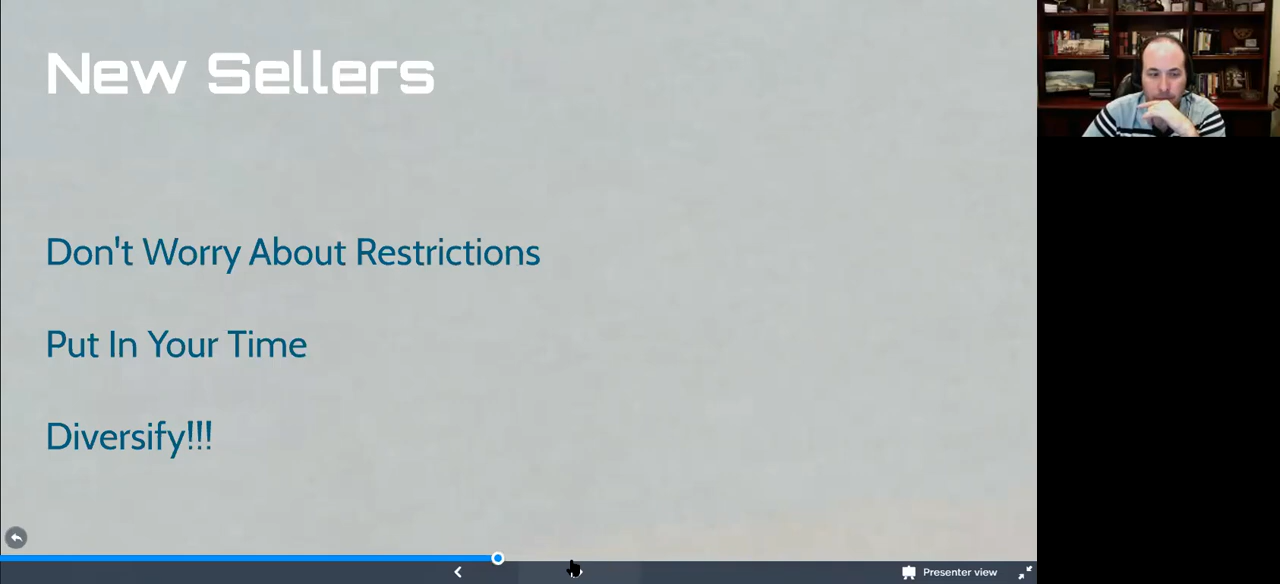 New Sellers
Don't Worry About Restrictions
Put In Your Time
Diversify!!!
Presenter view